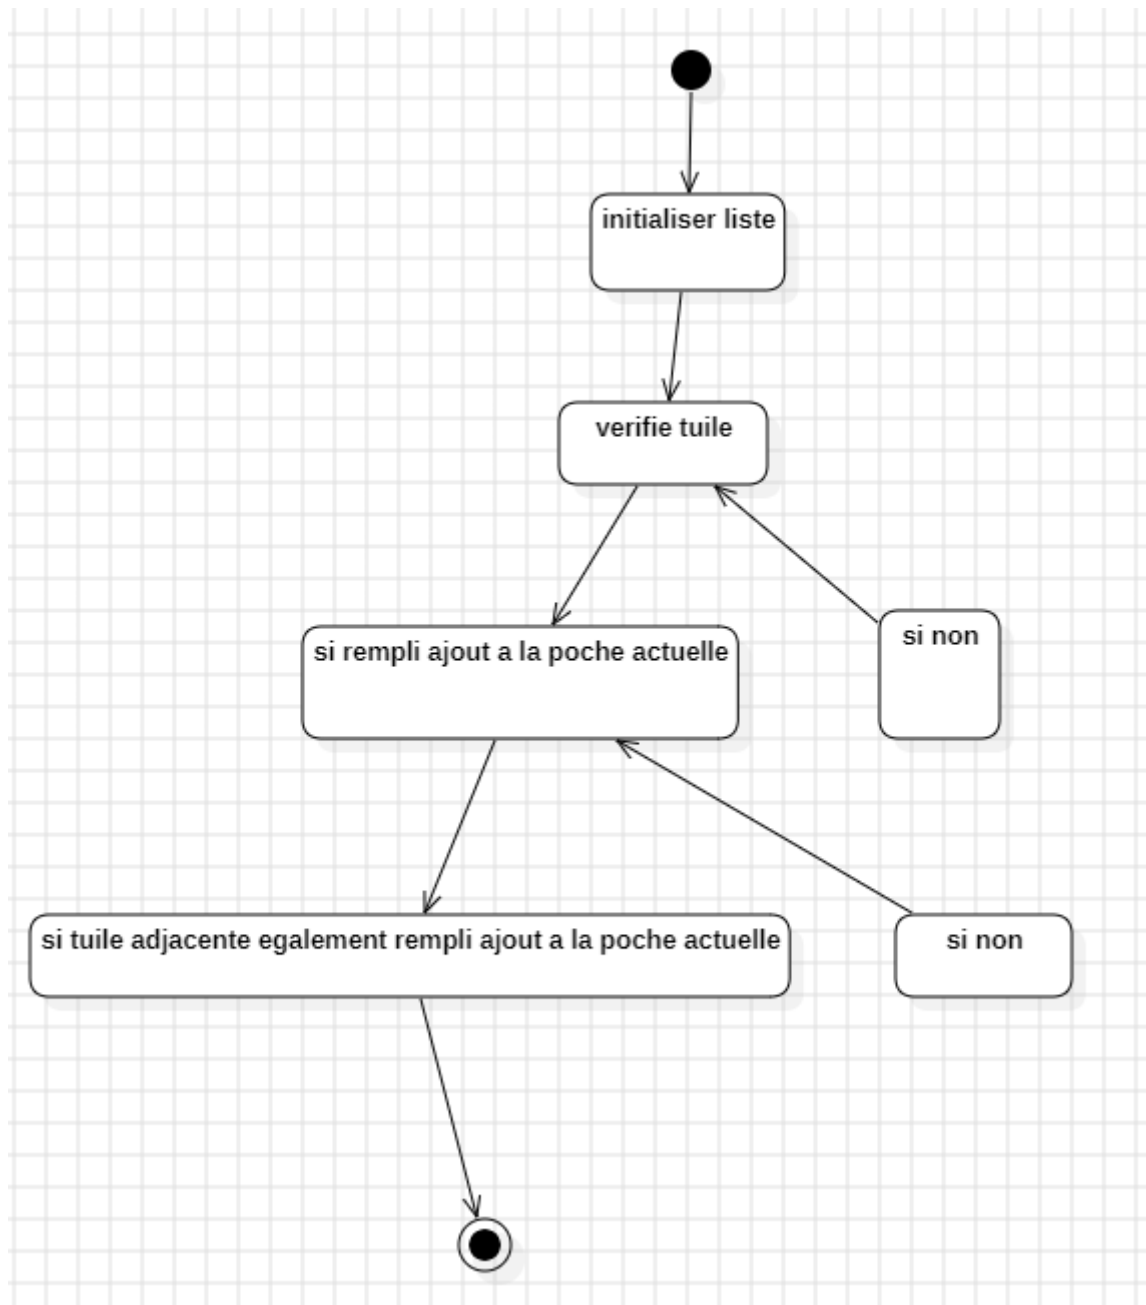 initialiser liste
verifie tuile
si rempli ajout a la poche actuelle
si non
si tuile adjacente egalement rempli ajout a la poche actuelle
si non